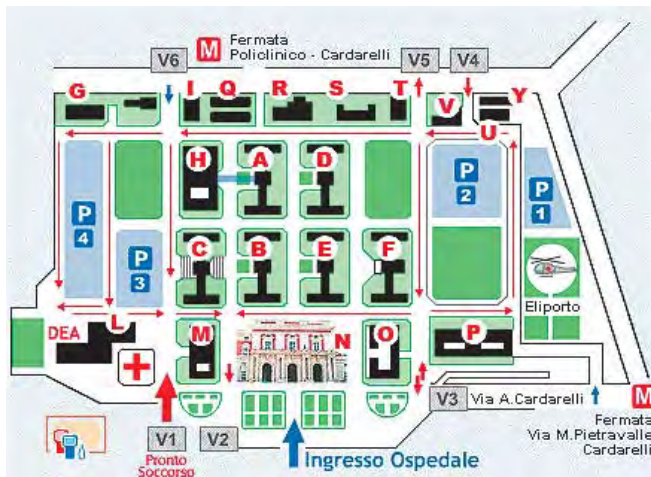 M Fermata
Policlinico - Cardarelli
V6
V5
V4
G
I
Q
R
S
T
V
Y
U
H
A
D
P
4
P
2
P
1
C
B
E
F
P
3
Eliporto
DEA
L
M
N
O
P
V3 Via A.Cardarelli
M
Fermata
Via M.Pietravalle
Cardarelli
V1
V2
Pronto
Soccorso
Ingresso Ospedale